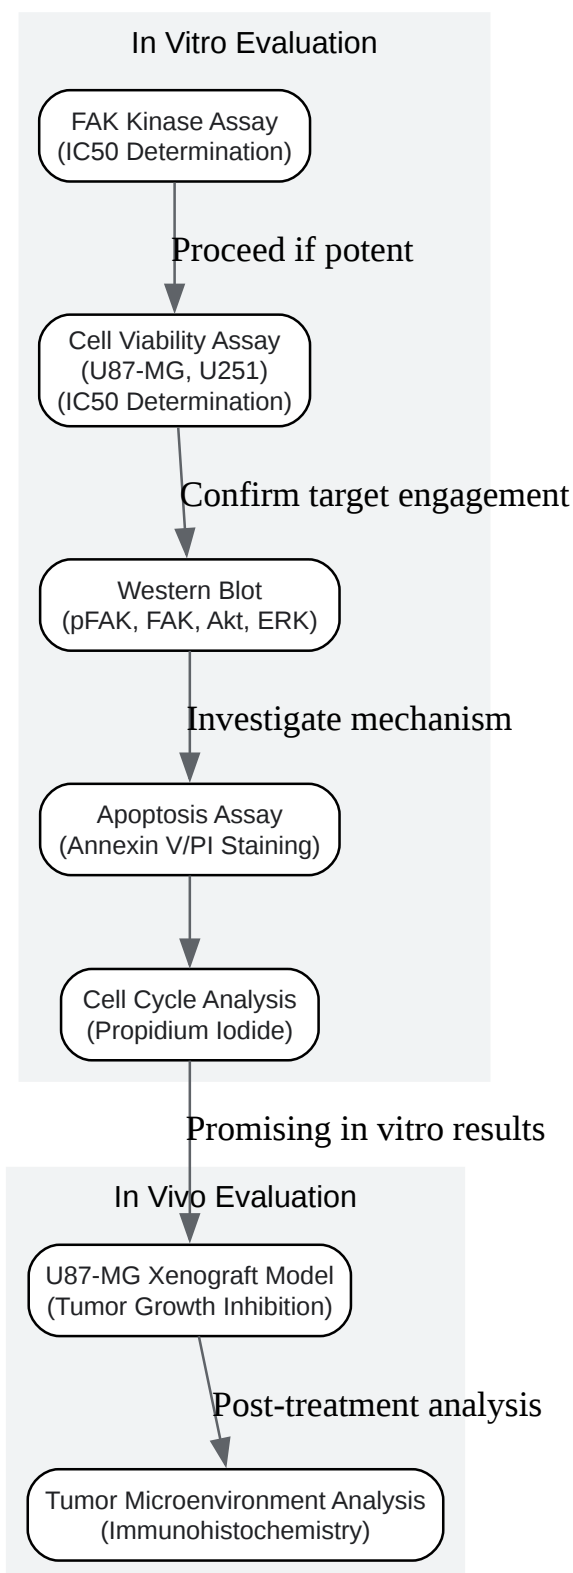 In Vitro Evaluation
FAK Kinase Assay
(IC50 Determination)
Proceed if potent
Cell Viability Assay
(U87-MG, U251)
(IC50 Determination)
Confirm target engagement
Western Blot
(pFAK, FAK, Akt, ERK)
Investigate mechanism
Apoptosis Assay
(Annexin V/PI Staining)
Cell Cycle Analysis
(Propidium Iodide)
Promising in vitro results
In Vivo Evaluation
U87-MG Xenograft Model
(Tumor Growth Inhibition)
Post-treatment analysis
Tumor Microenvironment Analysis
(Immunohistochemistry)